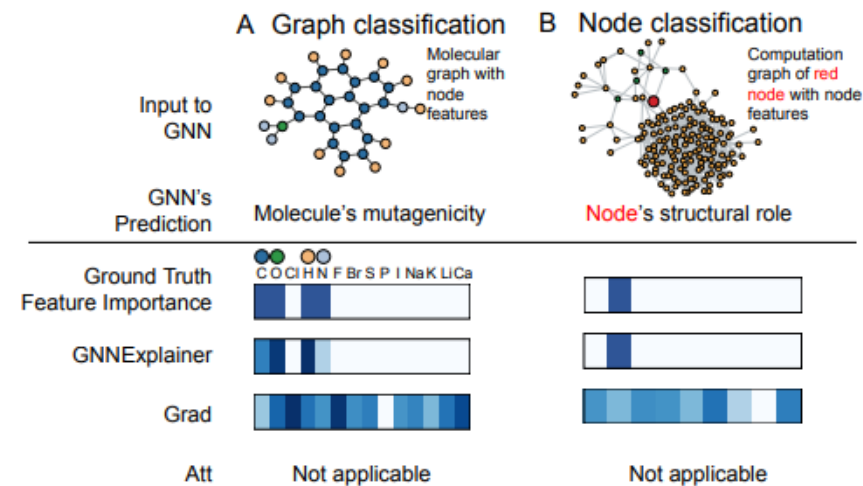 A Graph classification
B Node classification
Input to
GNN
Molecular
graph with
node
features
Computation
graph of red
node with node
features
GNN's
Prediction
Molecule's mutagenicity
Node's structural role
Ground Truth
Feature Importance
C O Cl H N F Br S P I Na K Li Ca
GNNExplainer
Grad
Att
Not applicable
Not applicable